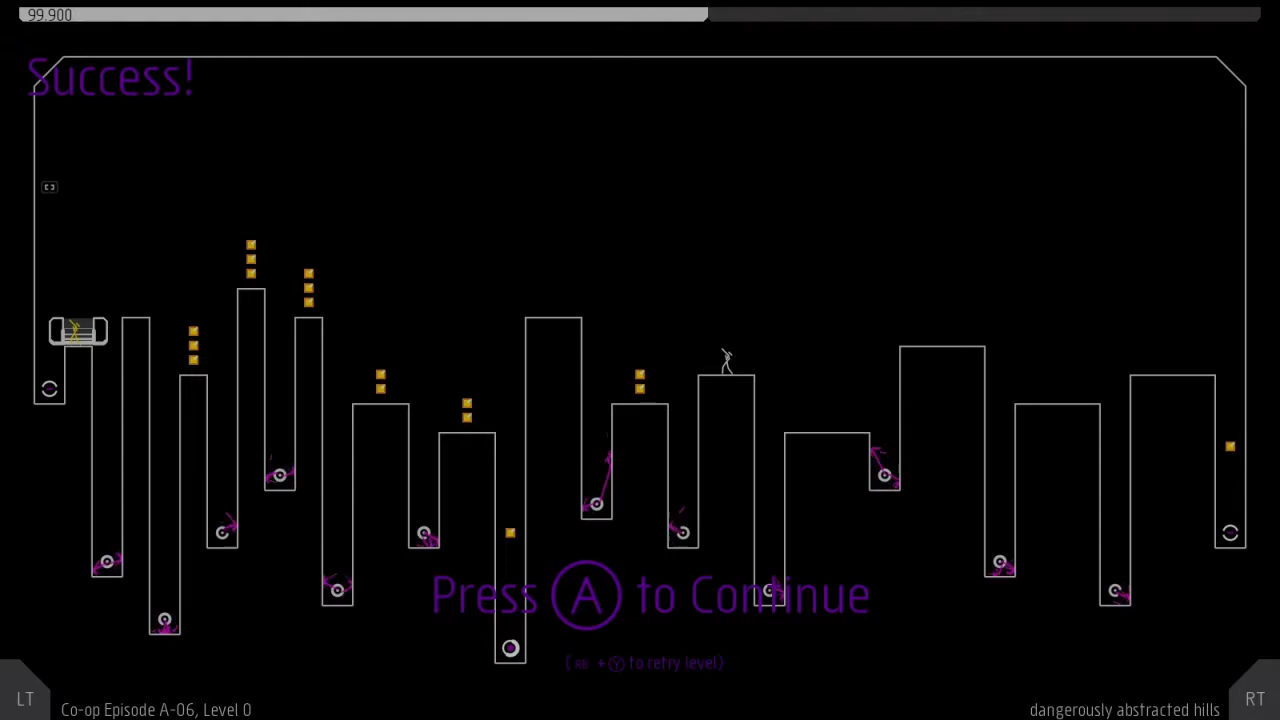 99.900
Success!
Press A to Continue
( RB + Y to retry level)
LT
RT
Co-op Episode A-06, Level 0
dangerously abstracted hills